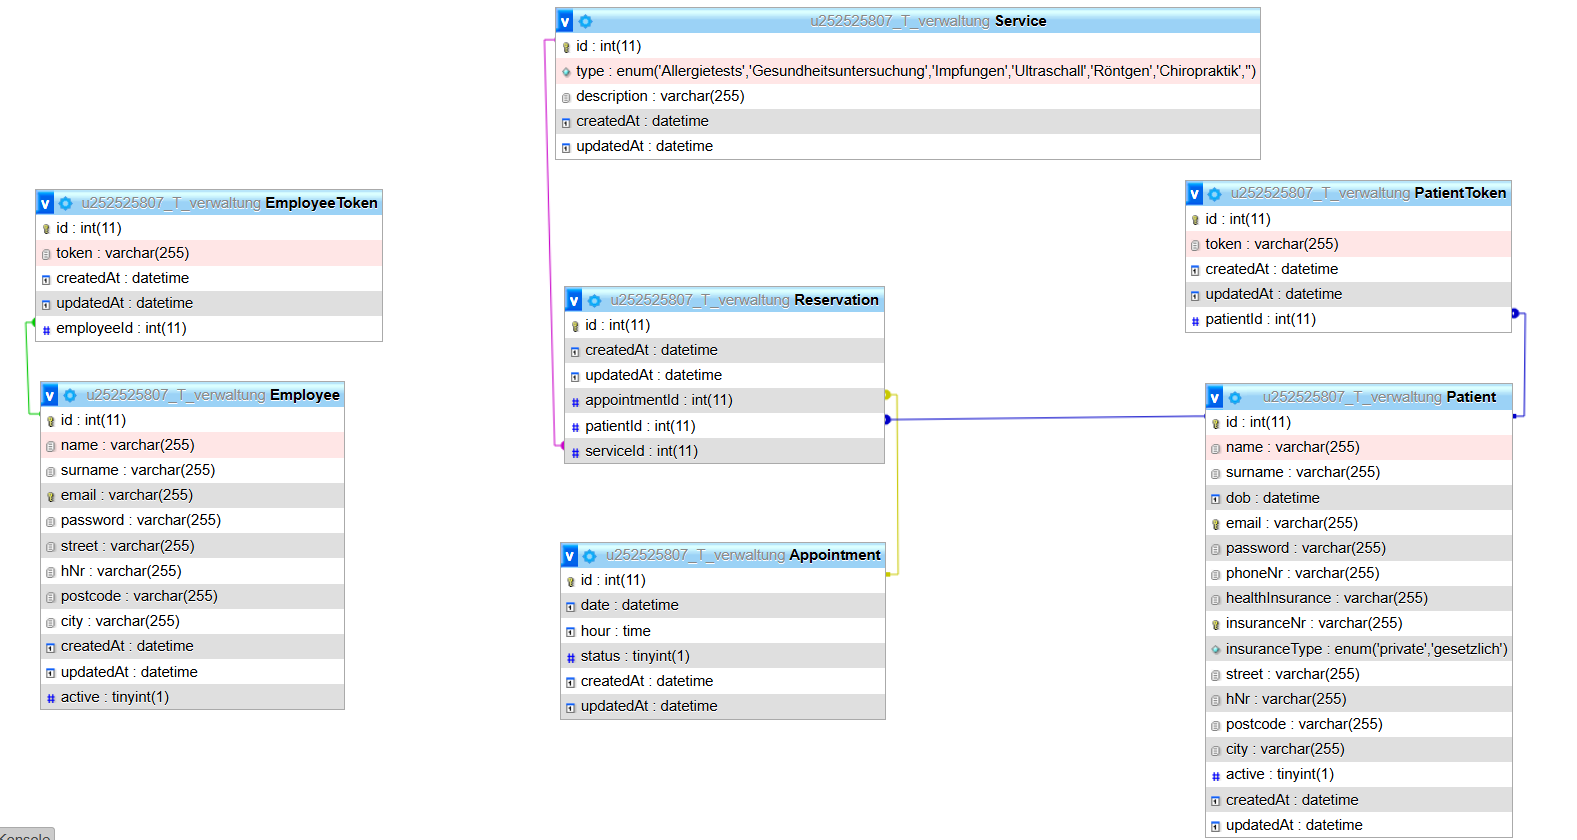 u252525807_T_verwaltung Service
id : int(11)
type : enum('Allergietests','Gesundheitsuntersuchung','Impfungen','Ultraschall','Röntgen','Chiropraktik','')
description : varchar(255)
createdAt : datetime
updatedAt : datetime
u252525807_T_verwaltung EmployeeToken
id : int(11)
token : varchar(255)
createdAt : datetime
updatedAt : datetime
employeeId : int(11)
u252525807_T_verwaltung PatientToken
id : int(11)
token : varchar(255)
createdAt : datetime
updatedAt : datetime
patientId : int(11)
u252525807_T_verwaltung Reservation
id : int(11)
createdAt : datetime
updatedAt : datetime
appointmentId : int(11)
patientId : int(11)
serviceId : int(11)
u252525807_T_verwaltung Employee
id : int(11)
name : varchar(255)
surname : varchar(255)
email : varchar(255)
password : varchar(255)
street : varchar(255)
hNr : varchar(255)
postcode : varchar(255)
city : varchar(255)
createdAt : datetime
updatedAt : datetime
active : tinyint(1)
u252525807_T_verwaltung Appointment
id : int(11)
date : datetime
hour : time
status : tinyint(1)
createdAt : datetime
updatedAt : datetime
u252525807_T_verwaltung Patient
id : int(11)
name : varchar(255)
surname : varchar(255)
dob : datetime
email : varchar(255)
password : varchar(255)
phoneNr : varchar(255)
healthInsurance : varchar(255)
insuranceNr : varchar(255)
insuranceType : enum('private','gesetzlich')
street : varchar(255)
hNr : varchar(255)
postcode : varchar(255)
city : varchar(255)
active : tinyint(1)
createdAt : datetime
updatedAt : datetime
Konsole